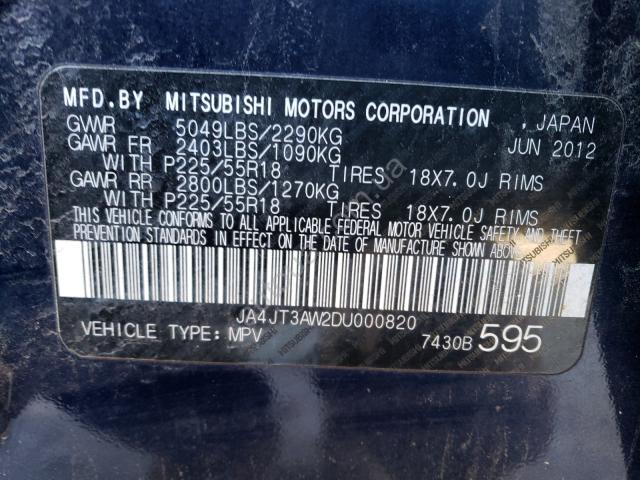 MFD.BY MITSUBISHI MOTORS CORPORATION , JAPAN
GVWR 5049LBS/2290KG JUN 2012
GAWR FR 2403LBS/1090KG
WITH P225/55R18 TIRES 18X7.0J RIMS
GAWR RR 2800LBS/1270KG
WITH P225/55R18 TIRES 18X7.0J RIMS
THIS VEHICLE CONFORMS TO ALL APPLICABLE FEDERAL MOTOR VEHICLE SAFETY AND THEFT
PREVENTION STANDARDS IN EFFECT ON THE DATE OF MANUFACTURE SHOWN ABOVE.
JA4JT3AW2DU000820
VEHICLE TYPE: MPV 7430B 595